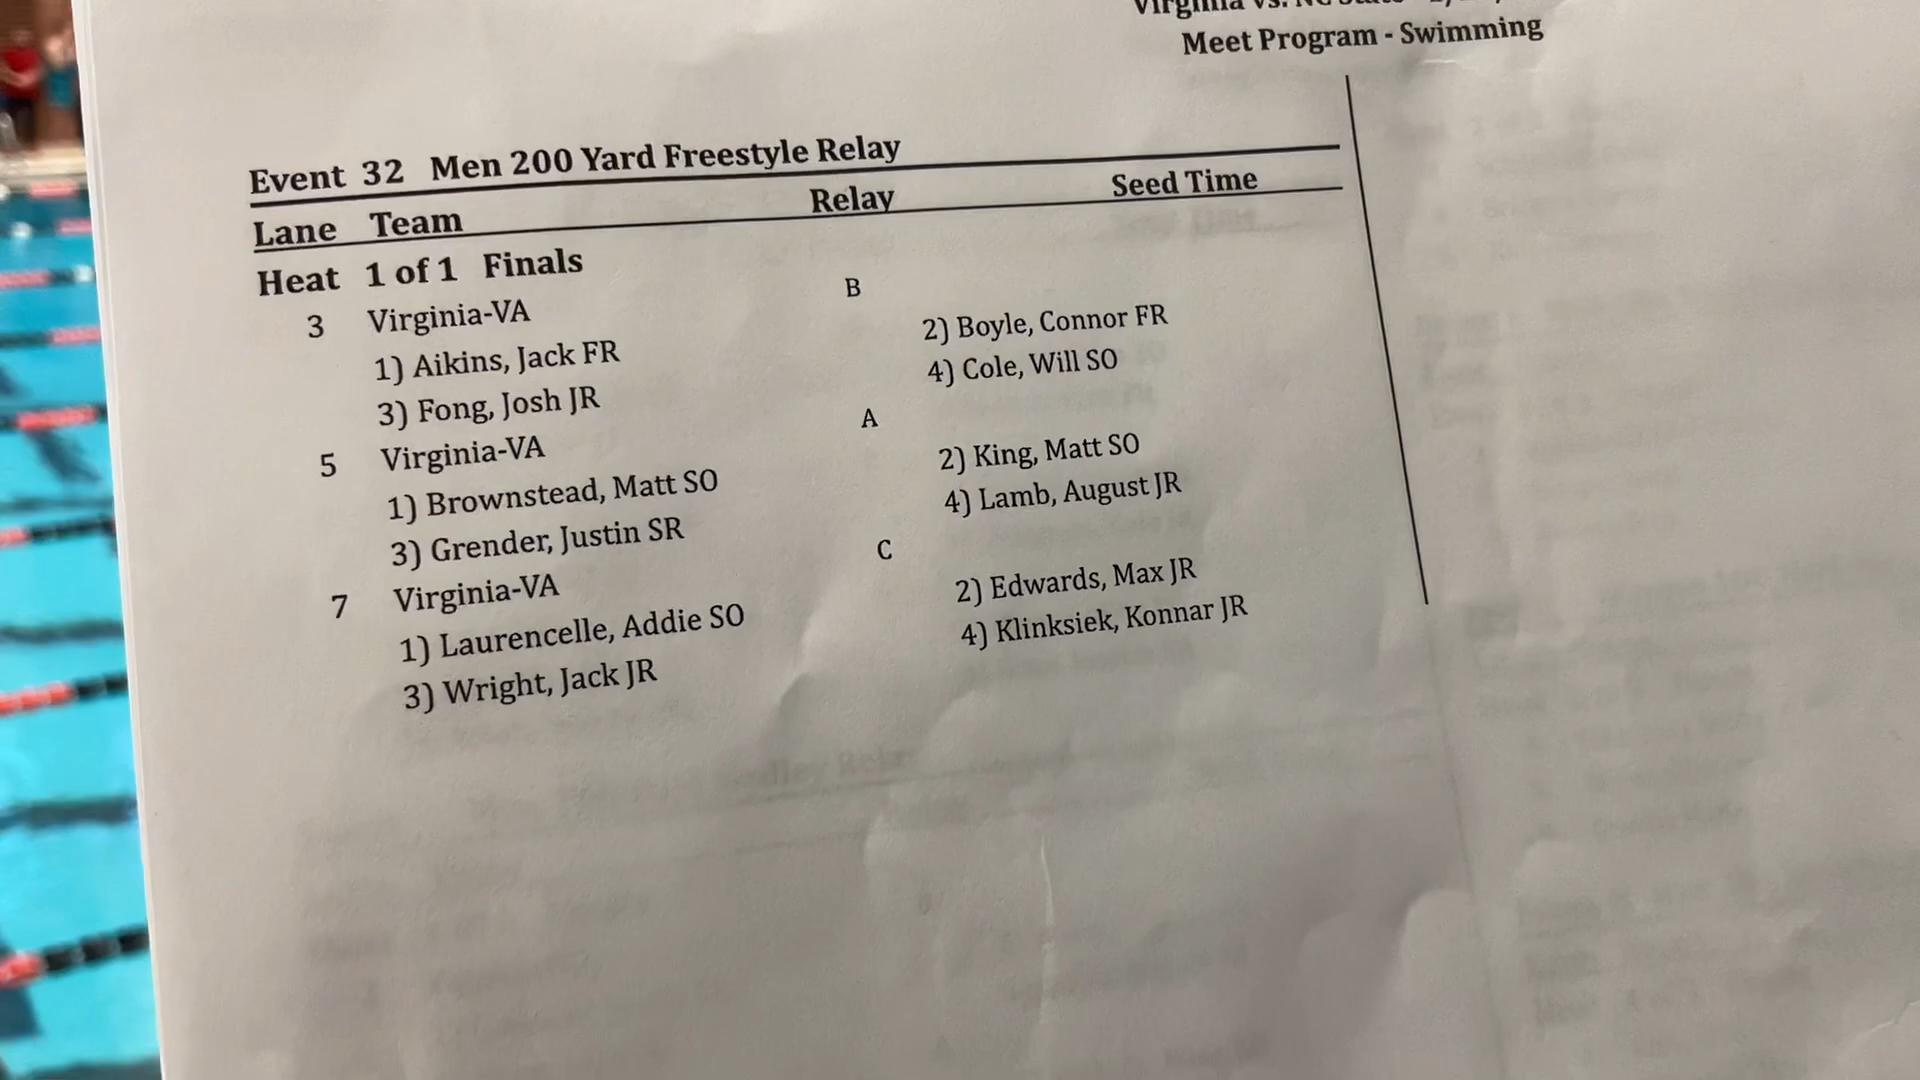 Virginia vs. NC State
Meet Program - Swimming
Event 32 Men 200 Yard Freestyle Relay
Lane Team Relay Seed Time
Heat 1 of 1 Finals
3 Virginia-VA B
1) Aikins, Jack FR 2) Boyle, Connor FR
3) Fong, Josh JR 4) Cole, Will SO
5 Virginia-VA A
1) Brownstead, Matt SO 2) King, Matt SO
3) Grender, Justin SR 4) Lamb, August JR
7 Virginia-VA C
1) Laurencelle, Addie SO 2) Edwards, Max JR
3) Wright, Jack JR 4) Klinksiek, Konnar JR